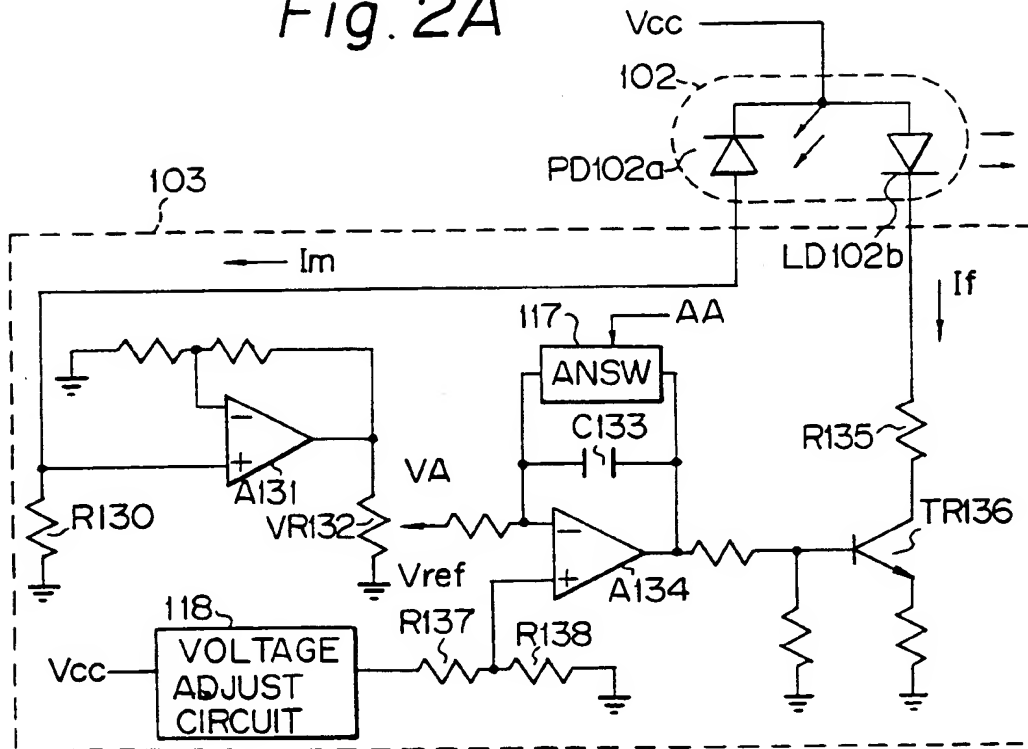 Fig. 2A
Vcc
102
PD102a
103
LD102b
Im
If
117
AA
ANSW
C133
R135
VA
A131
R130
VR132
TR136
Vref
A134
118
R137
R138
Vcc
VOLTAGE
ADJUST
CIRCUIT